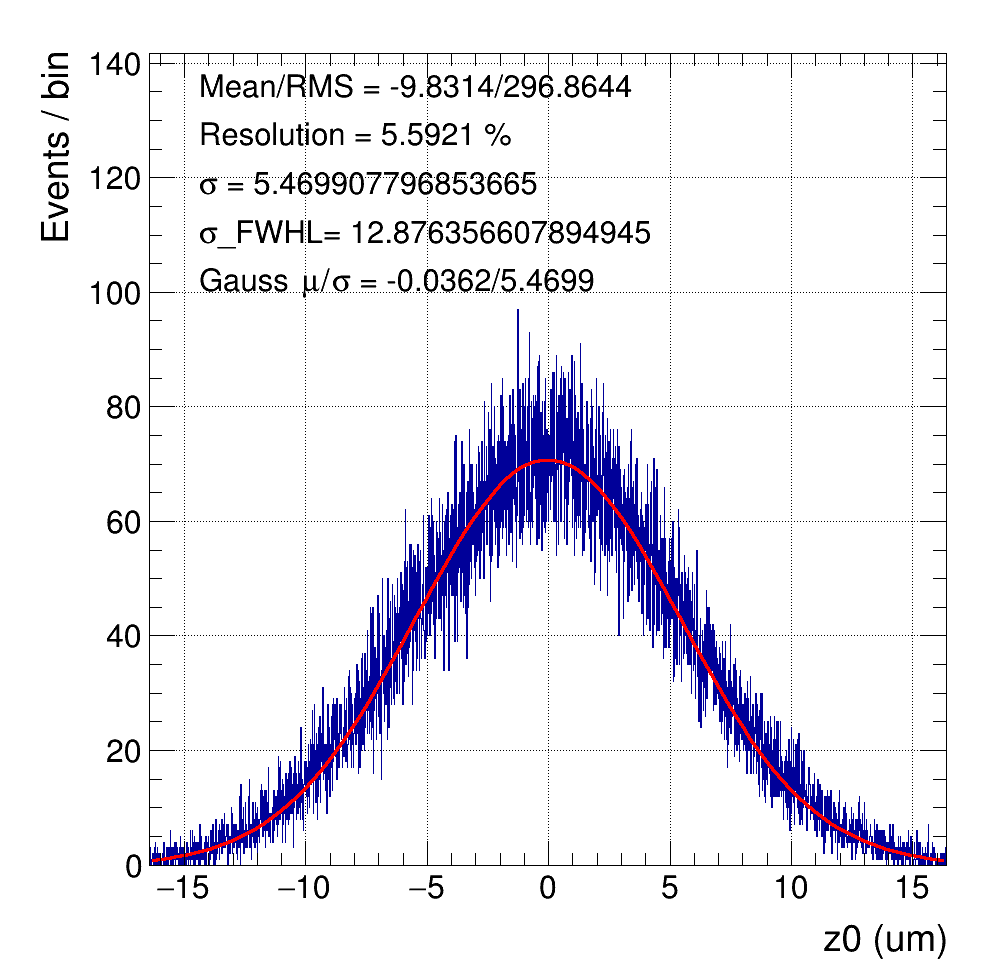 Events / bin
140
120
100
80
60
40
20
0
Mean/RMS = -9.8314/296.8644
Resolution = 5.5921 %
σ = 5.469907796853665
σ_FWHL= 12.876356607894945
Gauss μ/σ = -0.0362/5.4699
−15 −10 −5 0 5 10 15
z0 (um)